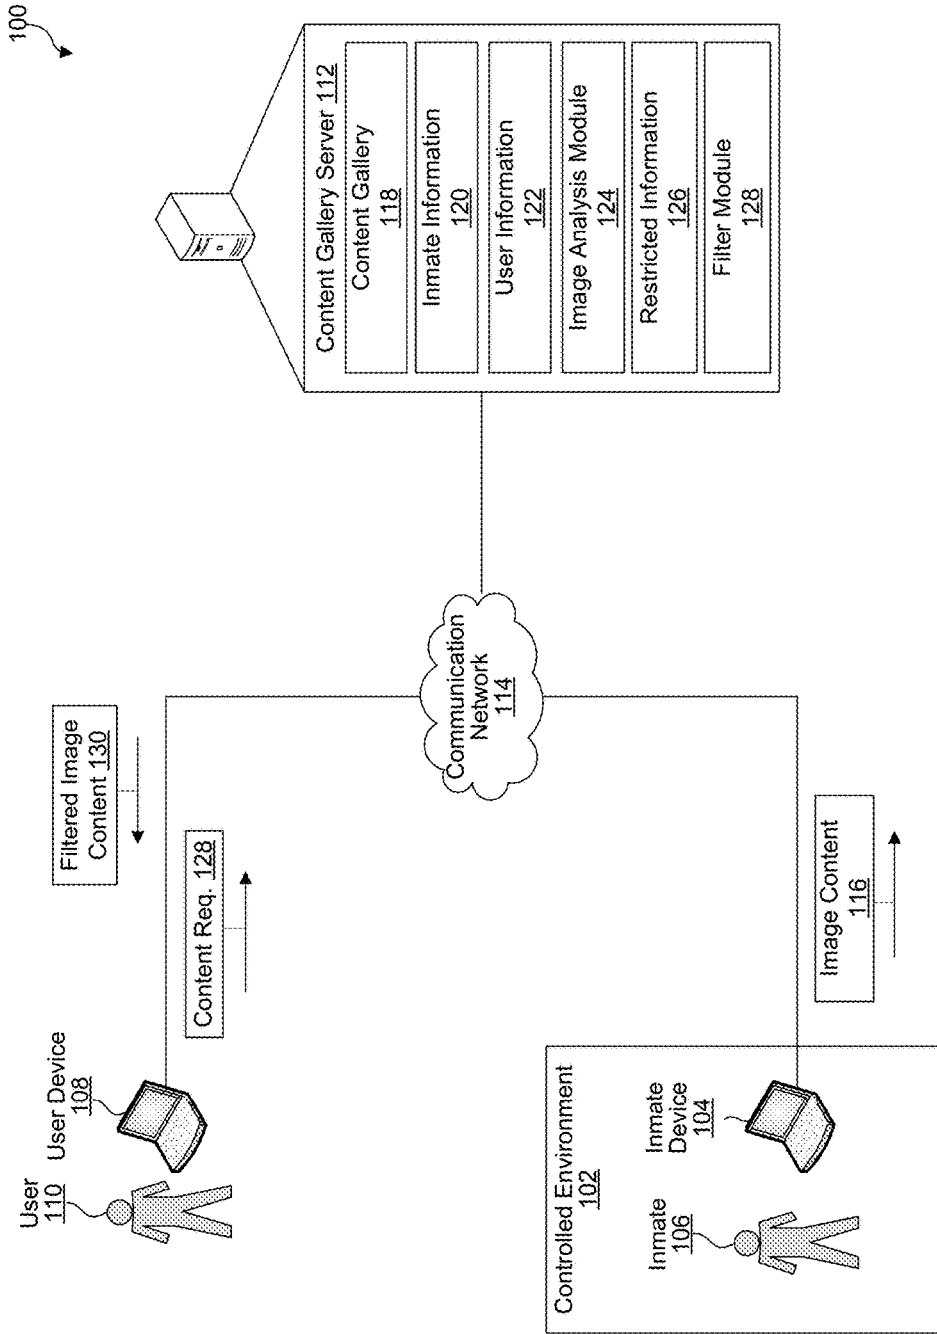 100
User
110
User Device
108
Content Req. 128
Filtered Image
Content 130
Communication
Network
114
Content Gallery Server 112
Content Gallery
118
Inmate Information
120
User Information
122
Image Analysis Module
124
Restricted Information
126
Filter Module
128
Controlled Environment
102
Inmate
106
Inmate
Device
104
Image Content
116